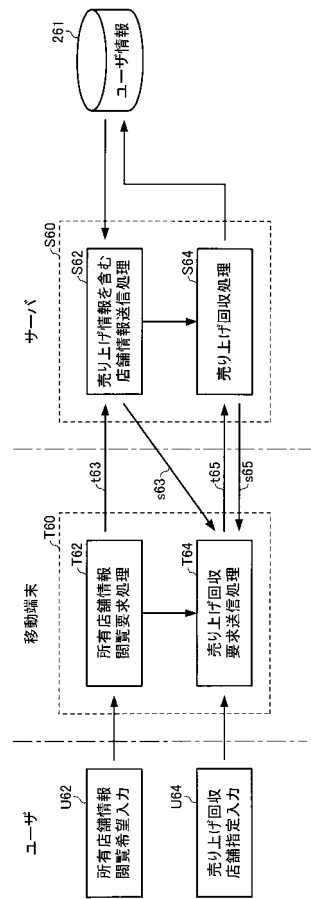 ユーザ
移動端末
サーバ
U62
所有店舗情報
閲覧希望入力
U64
売り上げ回収
店舗指定入力
T60
T62
所有店舗情報
閲覧要求処理
T64
売り上げ回収
要求送信処理
t63
s63
t65
s65
S60
S62
売り上げ情報を含む
店舗情報送信処理
S64
売り上げ回収処理
261
ユーザ情報